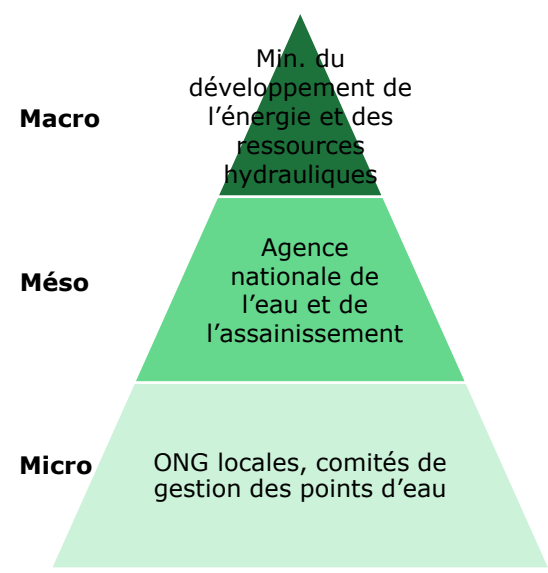 Macro
Min. du
développement de
l’énergie et des
ressources
hydrauliques
Méso
Agence
nationale de
l’eau et de
l’assainissement
Micro
ONG locales, comités de
gestion des points d’eau